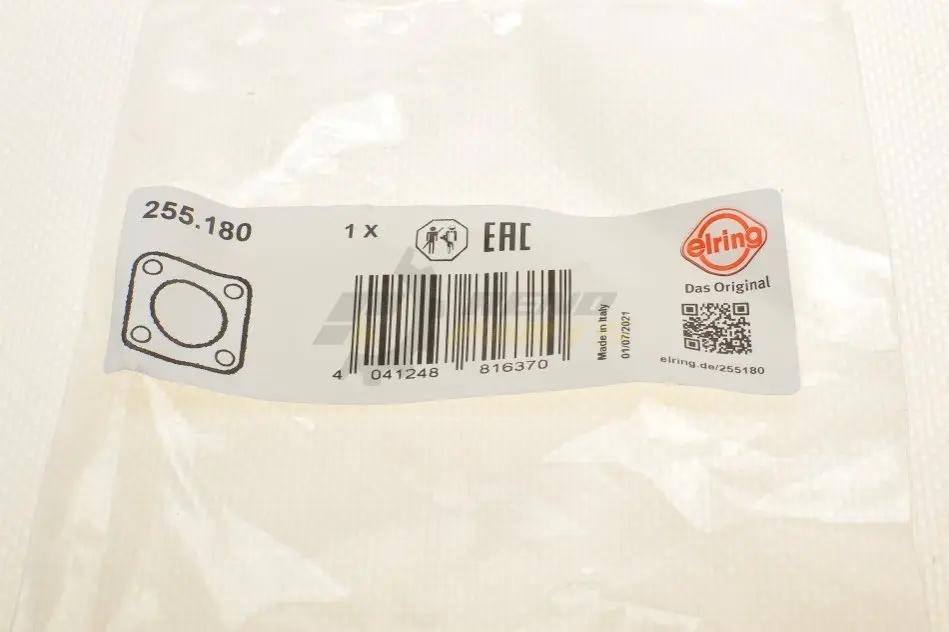 255.180
1 X
EAC
elring
Das Original
4 041248 816370
Made in Italy
01/07/2021
elring.de/255180